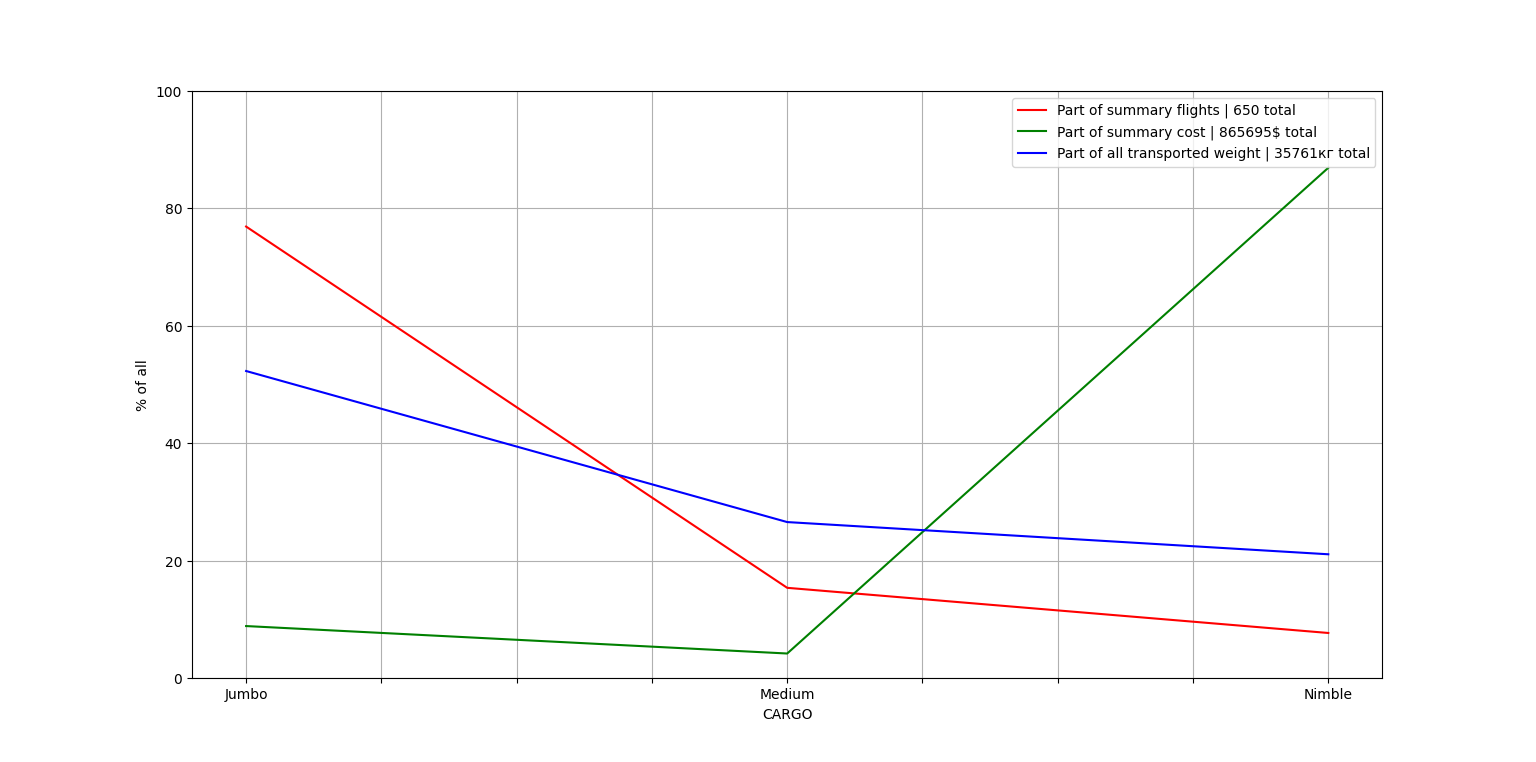 100
80
60
40
20
0
% of all
Part of summary flights | 650 total
Part of summary cost | 865695$ total
Part of all transported weight | 35761кг total
Jumbo
Medium
Nimble
CARGO